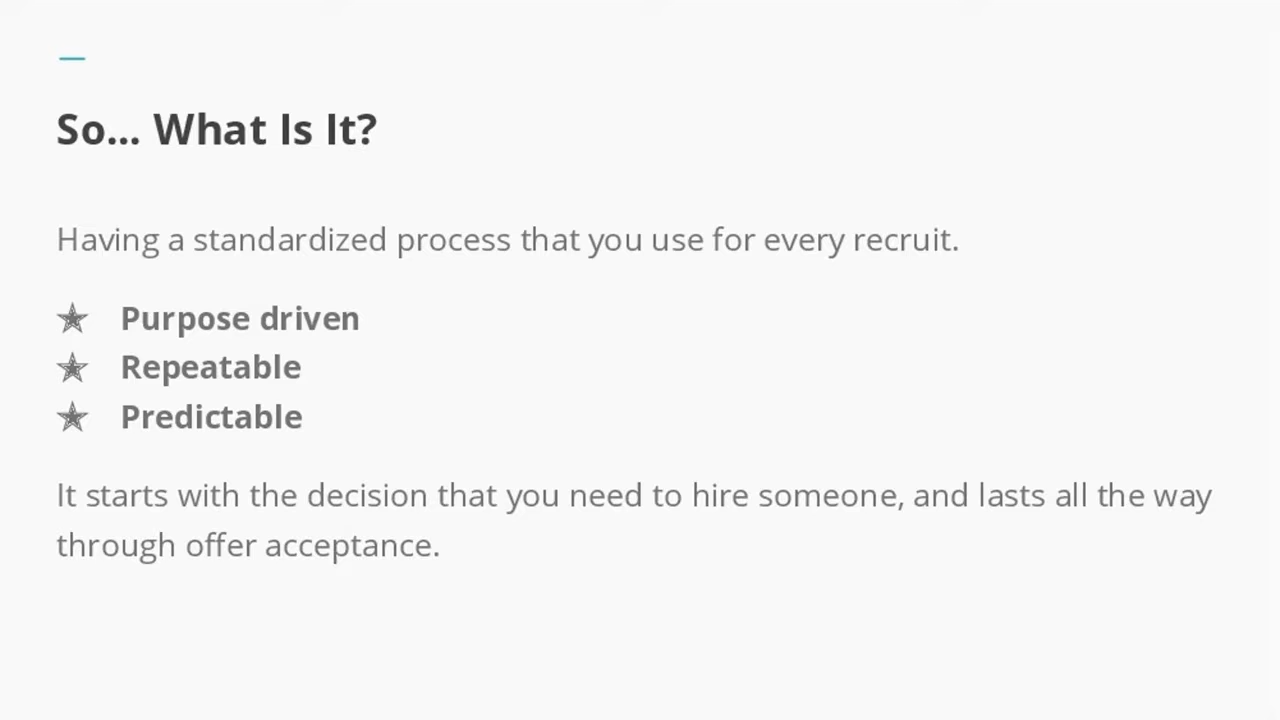 So... What Is It?
Having a standardized process that you use for every recruit.
Purpose driven
Repeatable
Predictable
It starts with the decision that you need to hire someone, and lasts all the way
through offer acceptance.